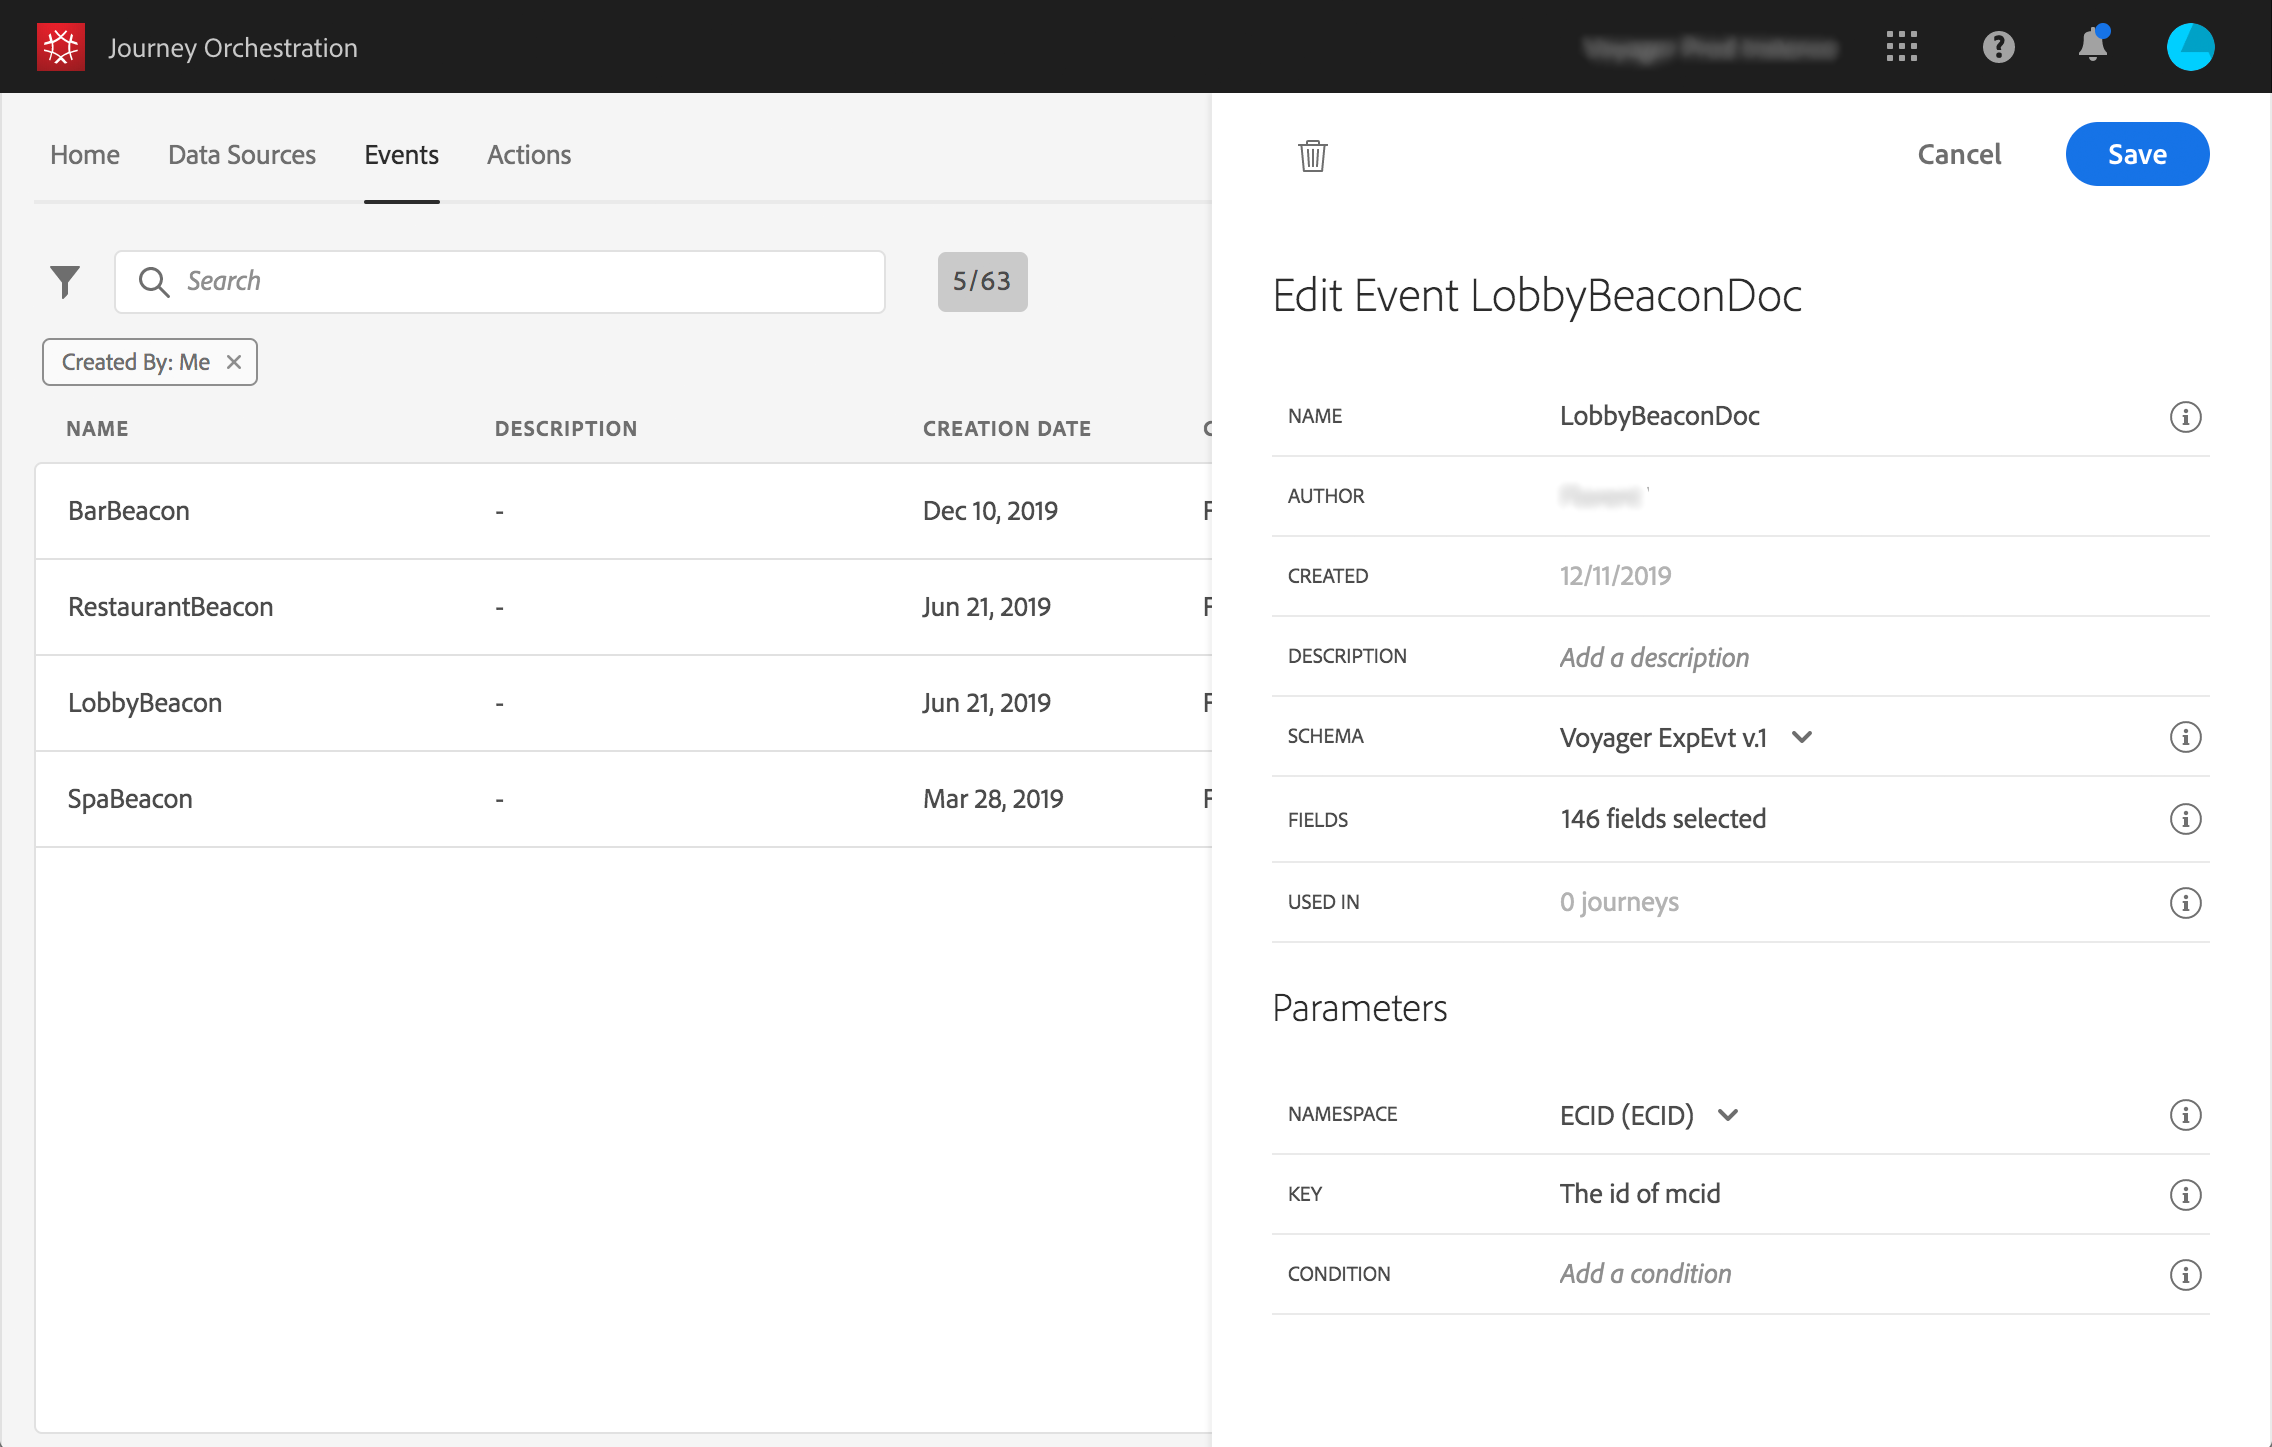 Journey Orchestration
Home Data Sources Events Actions
Search
5/63
Created By: Me
NAME DESCRIPTION CREATION DATE
BarBeacon - Dec 10, 2019
RestaurantBeacon - Jun 21, 2019
LobbyBeacon - Jun 21, 2019
SpaBeacon - Mar 28, 2019
Cancel Save
Edit Event LobbyBeaconDoc
NAME LobbyBeaconDoc
AUTHOR
CREATED 12/11/2019
DESCRIPTION Add a description
SCHEMA Voyager ExpEvt v.1
FIELDS 146 fields selected
USED IN 0 journeys
Parameters
NAMESPACE ECID (ECID)
KEY The id of mcid
CONDITION Add a condition